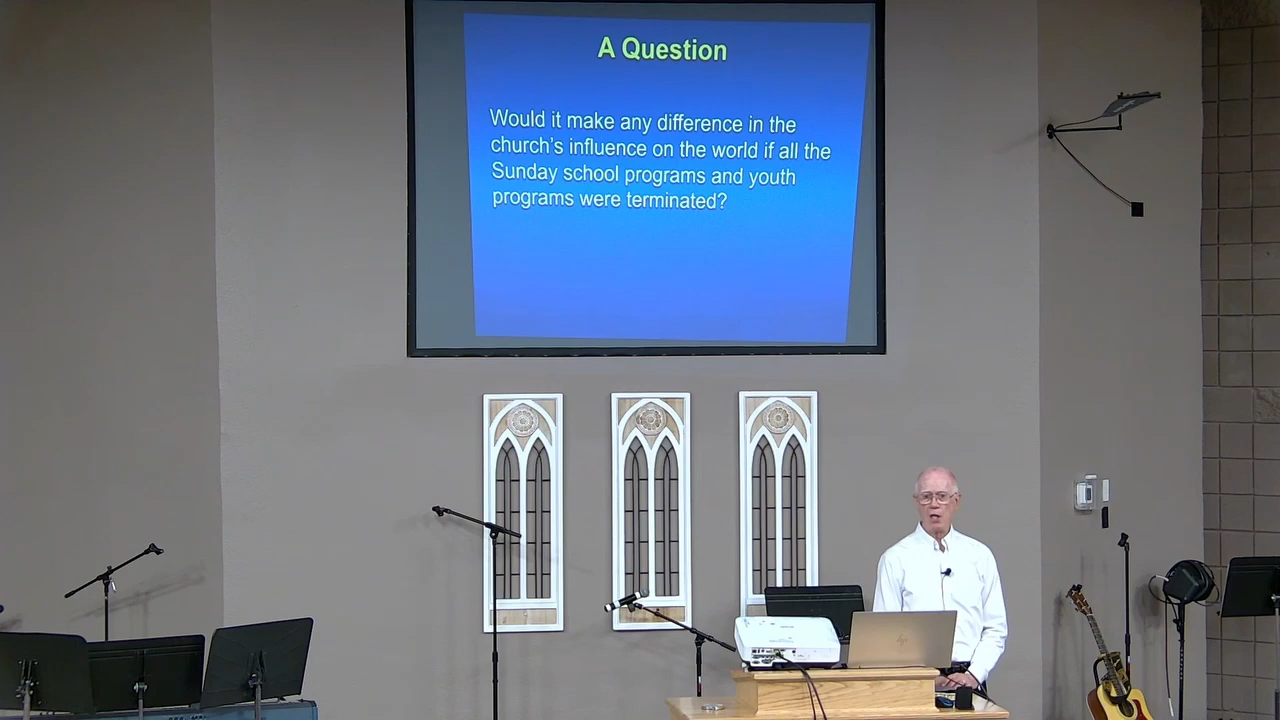 A Question
Would it make any difference in the
church's influence on the world if all the
Sunday school programs and youth
programs were terminated?